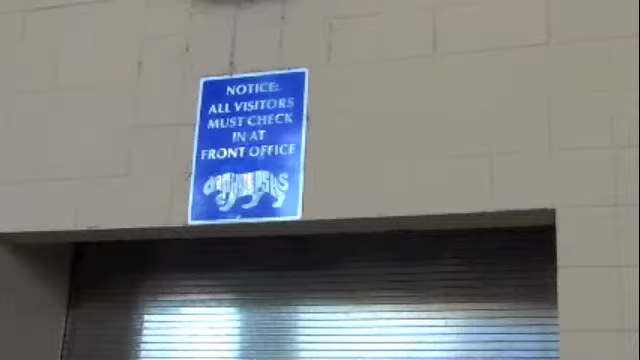 NOTICE:
ALL VISITORS
MUST CHECK
IN AT
FRONT OFFICE